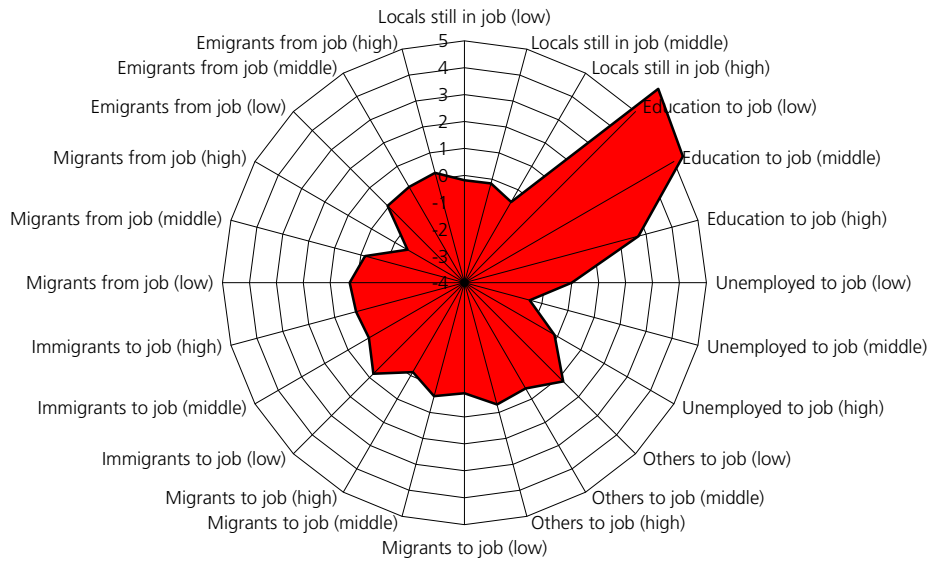 Locals still in job (low)
Locals still in job (middle)
Locals still in job (high)
Education to job (low)
Education to job (middle)
Education to job (high)
Unemployed to job (low)
Unemployed to job (middle)
Unemployed to job (high)
Others to job (low)
Others to job (middle)
Others to job (high)
Migrants to job (low)
Migrants to job (middle)
Migrants to job (high)
Immigrants to job (low)
Immigrants to job (middle)
Immigrants to job (high)
Migrants from job (low)
Migrants from job (middle)
Migrants from job (high)
Emigrants from job (low)
Emigrants from job (middle)
Emigrants from job (high)
5
4
3
2
1
0
-1
-2
-3
-4